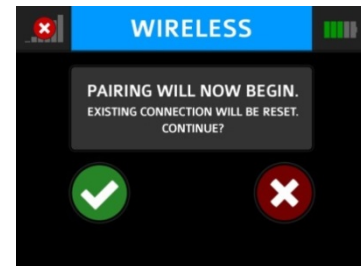 WIRELESS
PAIRING WILL NOW BEGIN.
EXISTING CONNECTION WILL BE RESET.
CONTINUE?